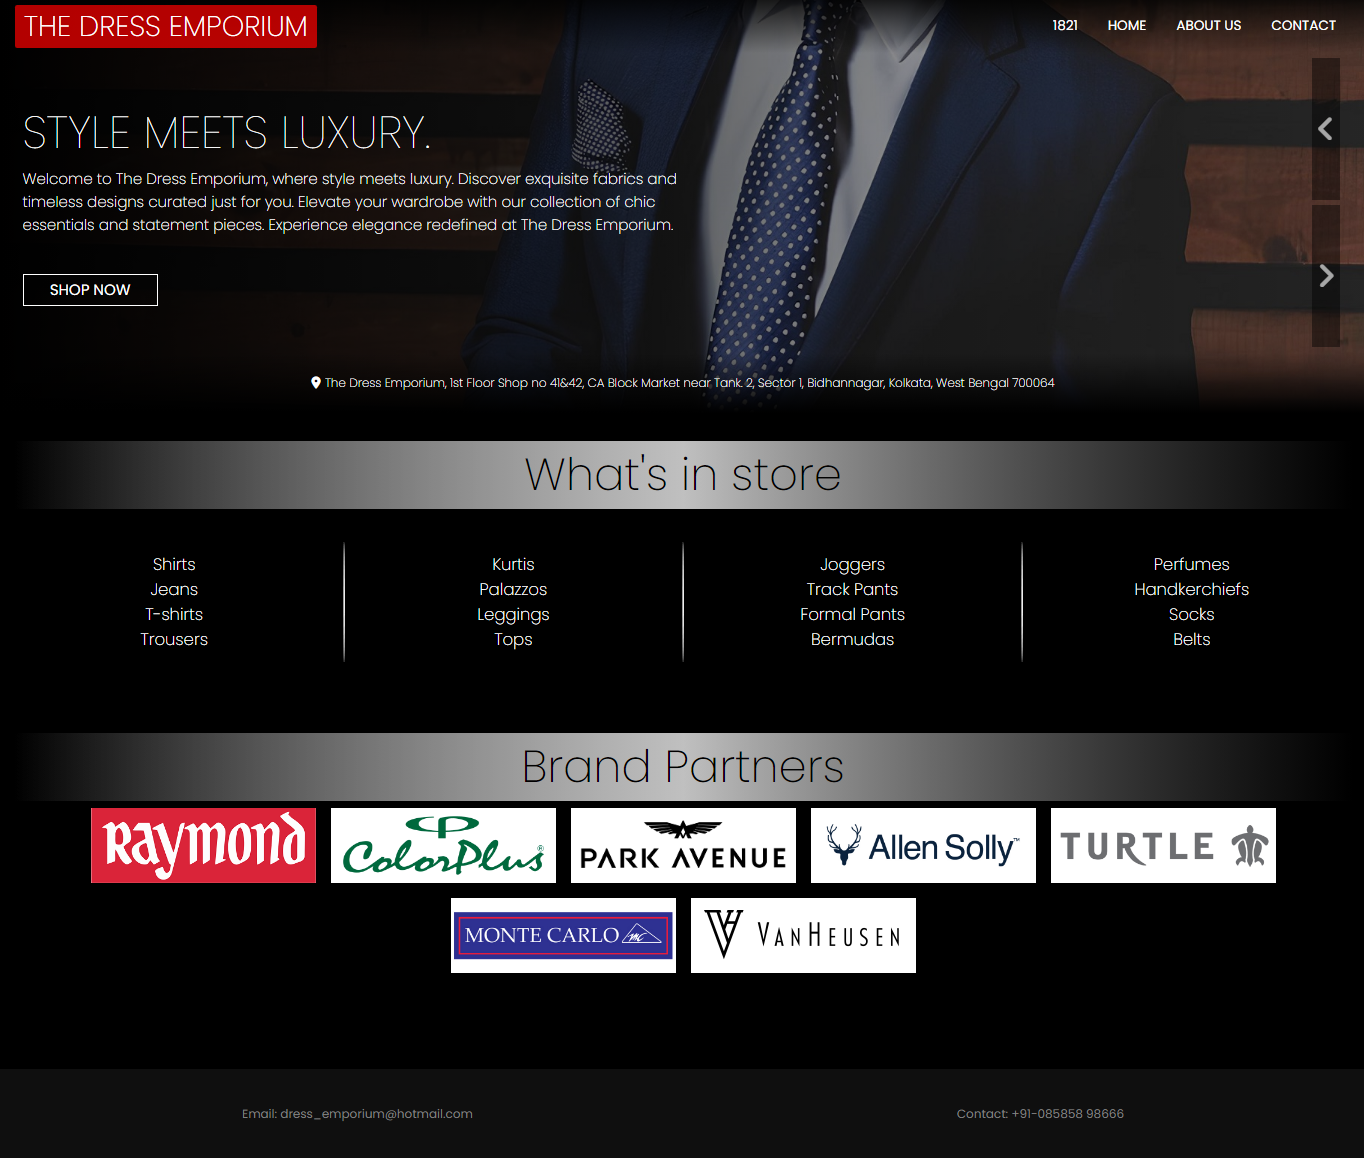 THE DRESS EMPORIUM
1821 HOME ABOUT US CONTACT
STYLE MEETS LUXURY.
Welcome to The Dress Emporium, where style meets luxury. Discover exquisite fabrics and
timeless designs curated just for you. Elevate your wardrobe with our collection of chic
essentials and statement pieces. Experience elegance redefined at The Dress Emporium.
SHOP NOW
The Dress Emporium, 1st Floor Shop no 41&42, CA Block Market near Tank. 2, Sector 1, Bidhannagar, Kolkata, West Bengal 700064
What's in store
Shirts
Jeans
T-shirts
Trousers
Kurtis
Palazzos
Leggings
Tops
Joggers
Track Pants
Formal Pants
Bermudas
Perfumes
Handkerchiefs
Socks
Belts
Brand Partners
Raymond
ColorPlus®
PARK AVENUE
Allen Solly™
TURTLE
MONTE CARLO MC
VANHEUSEN
Email: dress_emporium@hotmail.com
Contact: +91-085858 98666